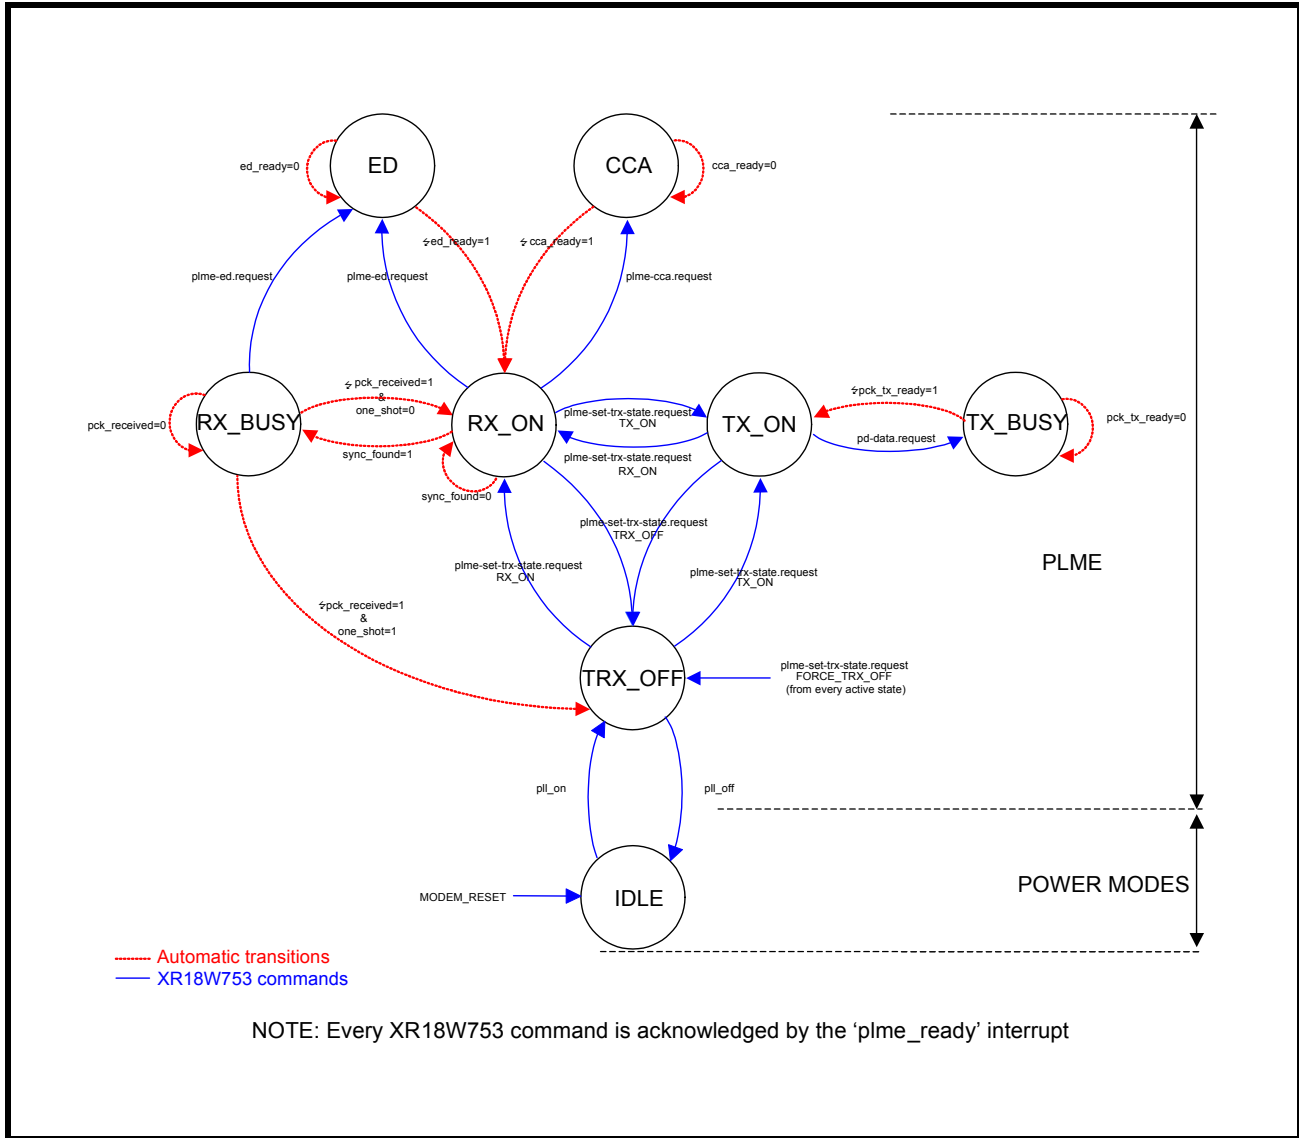 ED
CCA
ed_ready=0
cca_ready=0
ed_ready=1
cca_ready=1
plme-ed.request
plme-ed.request
plme-cca.request
pck_received=1
&
one_shot=0
pck_received=0
RX_BUSY
sync_found=1
RX_ON
sync_found=0
plme-set-trx-state.request
TX_ON
plme-set-trx-state.request
RX_ON
TX_ON
pck_tx_ready=1
pd-data.request
TX_BUSY
pck_tx_ready=0
plme-set-trx-state.request
TRX_OFF
plme-set-trx-state.request
RX_ON
plme-set-trx-state.request
TX_ON
PLME
pck_received=1
&
one_shot=1
TRX_OFF
plme-set-trx-state.request
FORCE_TRX_OFF
(from every active state)
pll_on
pll_off
MODEM_RESET
IDLE
POWER MODES
Automatic transitions
XR18W753 commands
NOTE: Every XR18W753 command is acknowledged by the ‘plme_ready’ interrupt